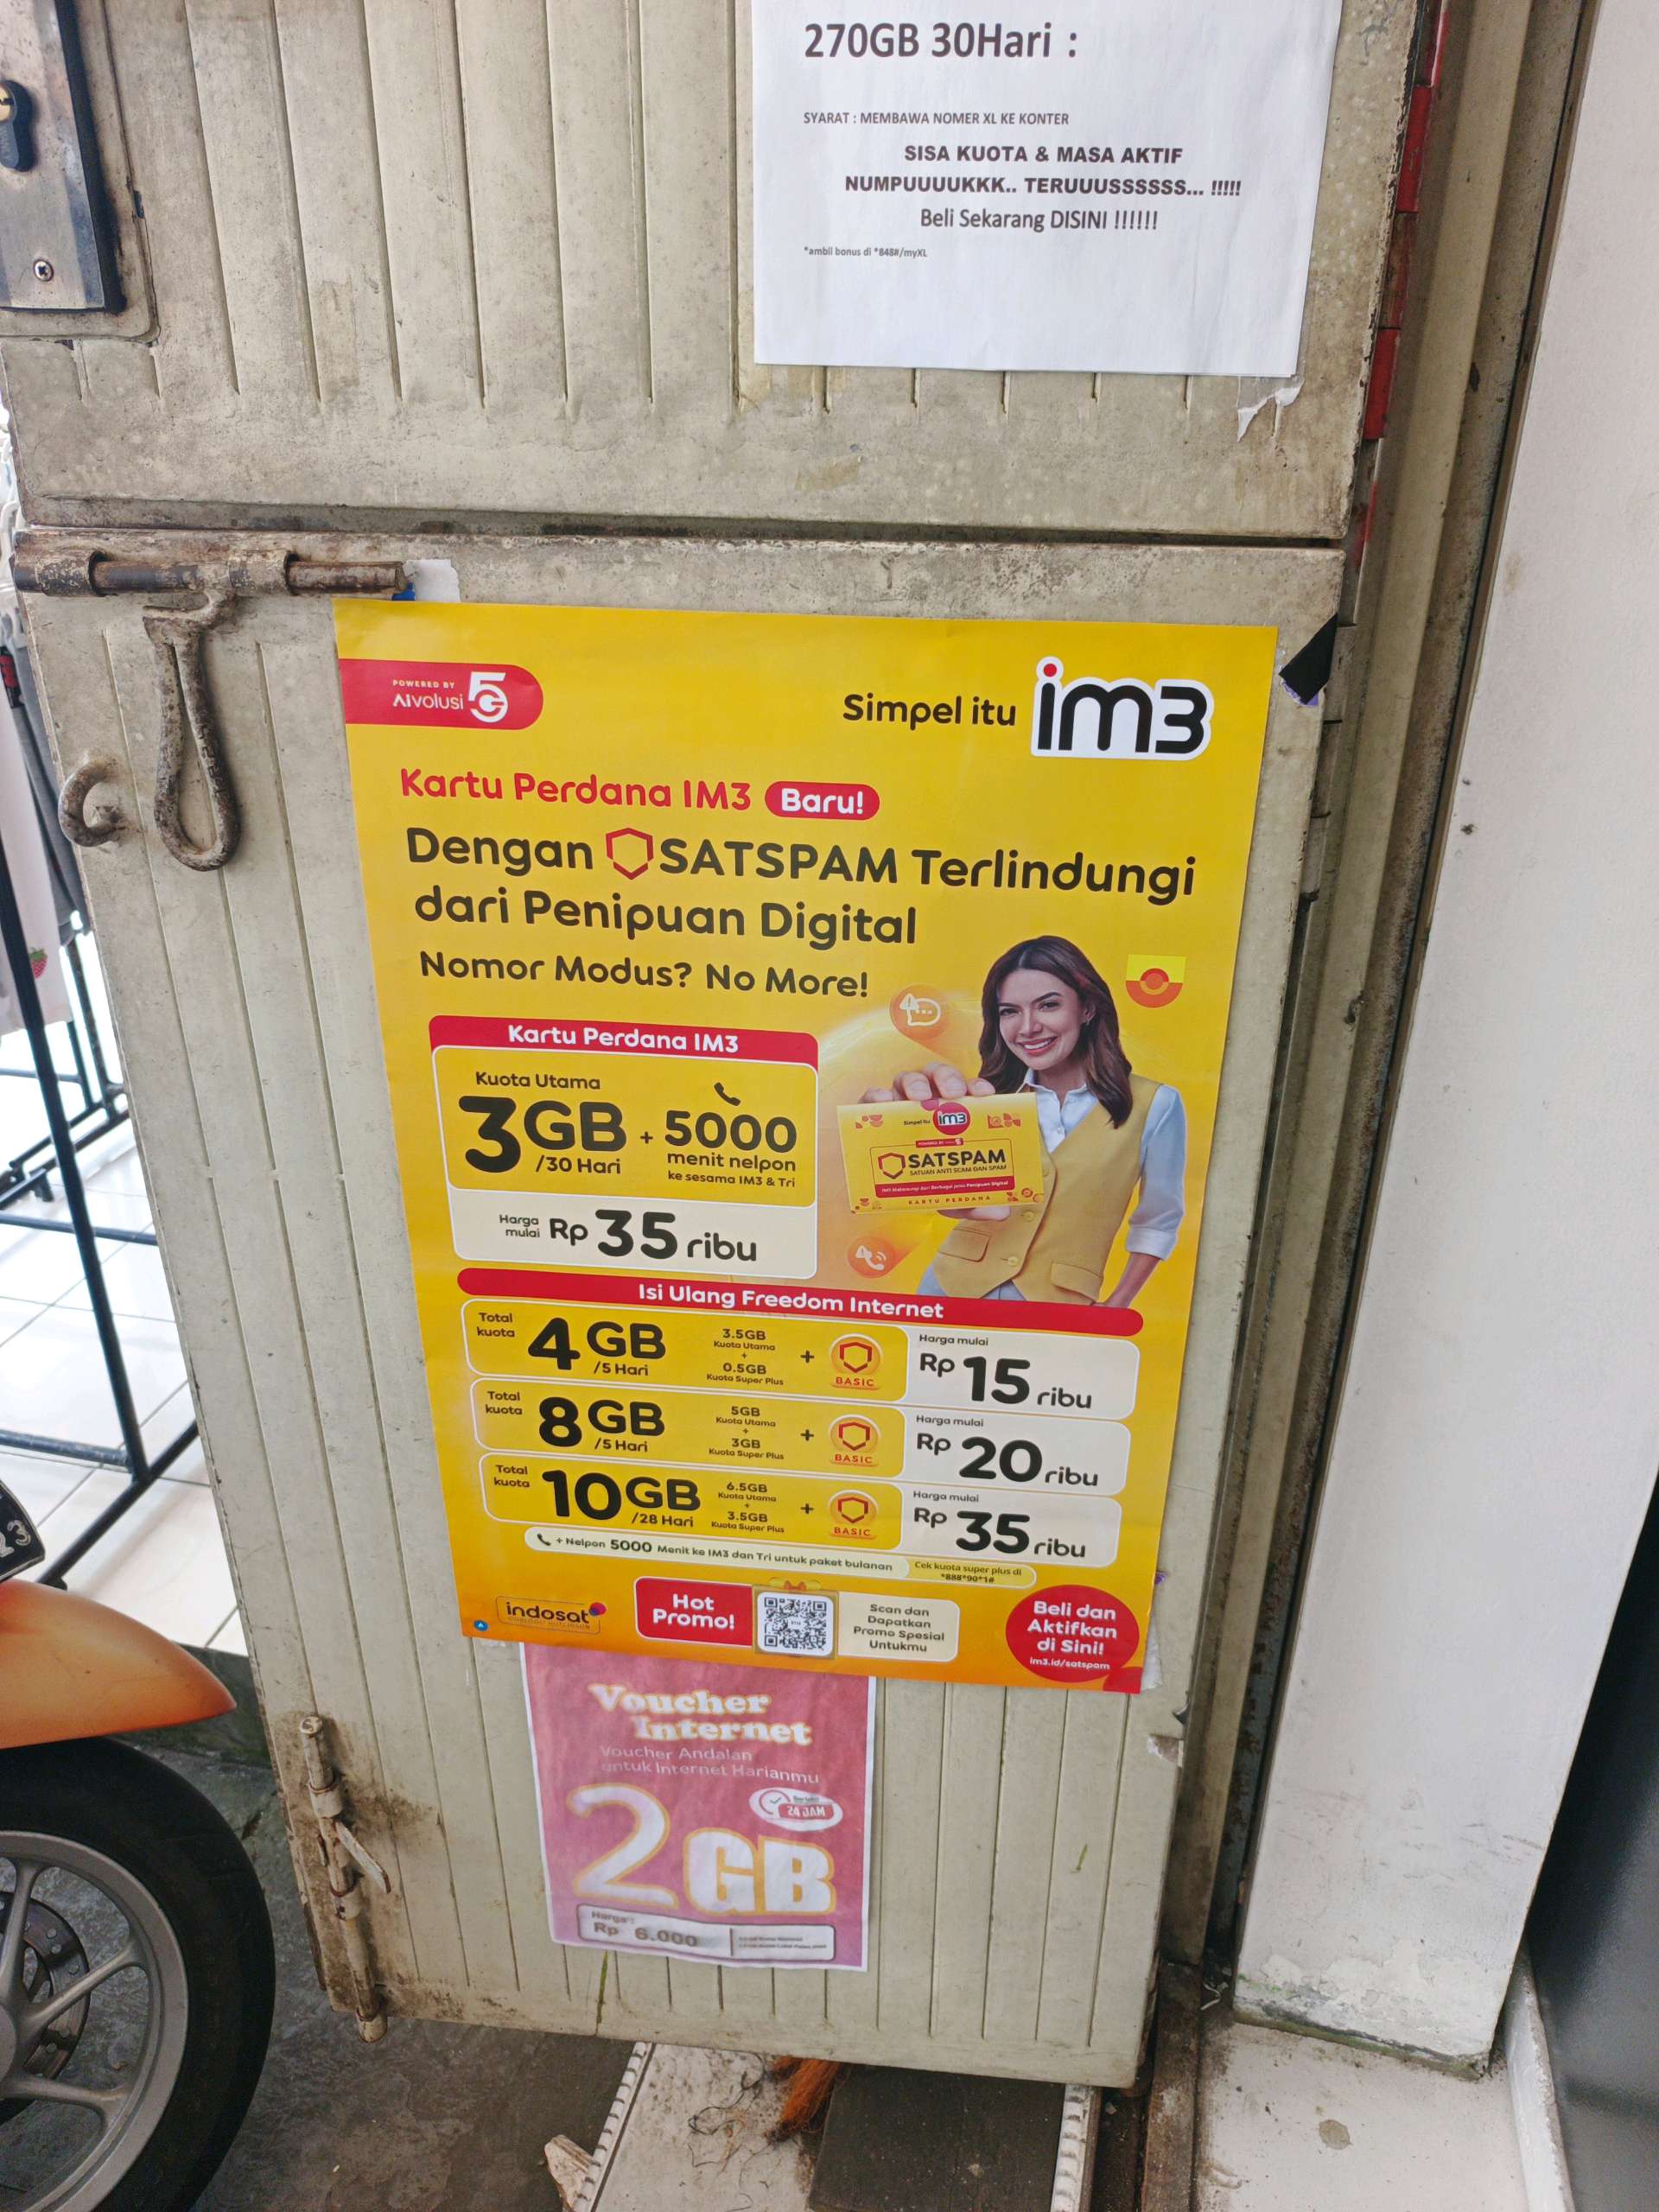 270GB 30Hari :
SYARAT : MEMBAWA NOMER XL KE KONTER
SISA KUOTA & MASA AKTIF
NUMPUUUUKKK.. TERUUUSSSSSS... !!!!!
Beli Sekarang DISINI !!!!!!
*ambil bonus di *848#/myXL
POWERED BY
AIvolusi 5G
Simpel itu im3
Kartu Perdana IM3 Baru!
Dengan SATSPAM Terlindungi
dari Penipuan Digital
Nomor Modus? No More!
Kartu Perdana IM3
Kuota Utama
3GB /30 Hari + 5000
menit nelpon
ke sesama IM3 & Tri
Harga mulai Rp 35 ribu
Simpel itu im3
SATSPAM
SATUAN ANTI SCAM DAN SPAM
KARTU PERDANA
Isi Ulang Freedom Internet
Total kuota 4GB /5 Hari
3.5GB
Kuota Utama
+
0.5GB
Kuota Super Plus
+ BASIC
Harga mulai
Rp 15 ribu
Total kuota 8GB /5 Hari
5GB
Kuota Utama
+
3GB
Kuota Super Plus
+ BASIC
Harga mulai
Rp 20 ribu
Total kuota 10GB /28 Hari
6.5GB
Kuota Utama
+
3.5GB
Kuota Super Plus
+ BASIC
Harga mulai
Rp 35 ribu
+ Nelpon 5000 Menit ke IM3 dan Tri untuk paket bulanan
Cek kuota super plus di
*888*90*1#
indosat
Hot
Promo!
Scan dan
Dapatkan
Promo Spesial
Untukmu
Beli dan
Aktifkan
di Sini!
im3.id/satspam
Voucher
Internet
Voucher Andalan
untuk Internet Harianmu
24 JAM
2GB
Harga :
Rp 6.000
23